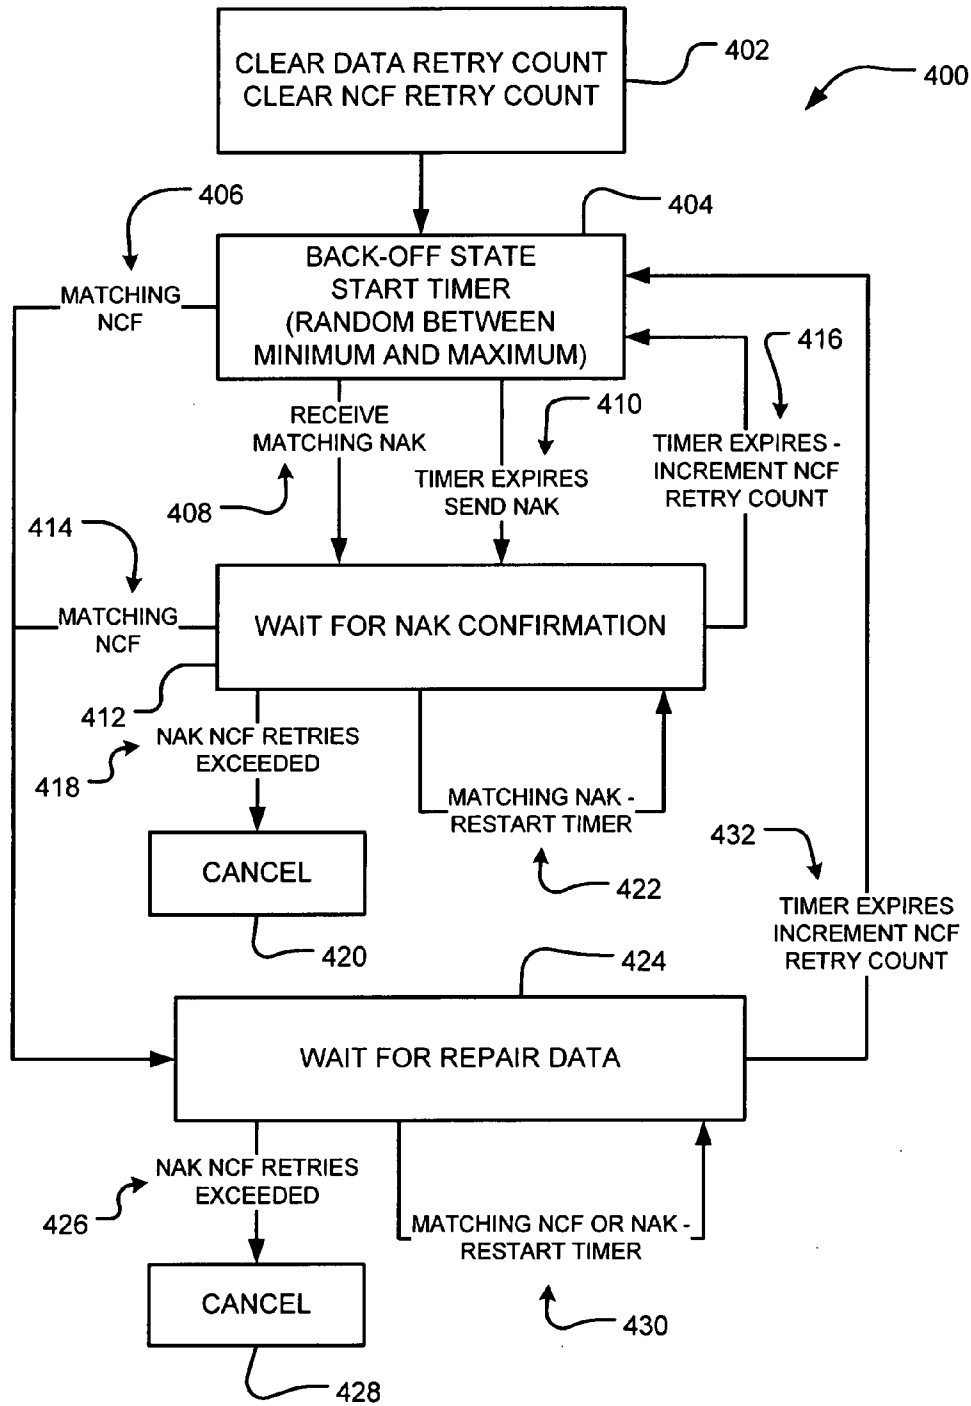 CLEAR DATA RETRY COUNT
CLEAR NCF RETRY COUNT
402
400
406
404
BACK-OFF STATE
START TIMER
(RANDOM BETWEEN
MINIMUM AND MAXIMUM)
MATCHING
NCF
416
410
RECEIVE
MATCHING NAK
408
TIMER EXPIRES
SEND NAK
TIMER EXPIRES -
INCREMENT NCF
RETRY COUNT
414
MATCHING
NCF
WAIT FOR NAK CONFIRMATION
412
418
NAK NCF RETRIES
EXCEEDED
MATCHING NAK -
RESTART TIMER
422
432
CANCEL
420
TIMER EXPIRES
INCREMENT NCF
RETRY COUNT
424
WAIT FOR REPAIR DATA
426
NAK NCF RETRIES
EXCEEDED
MATCHING NCF OR NAK -
RESTART TIMER
430
CANCEL
428